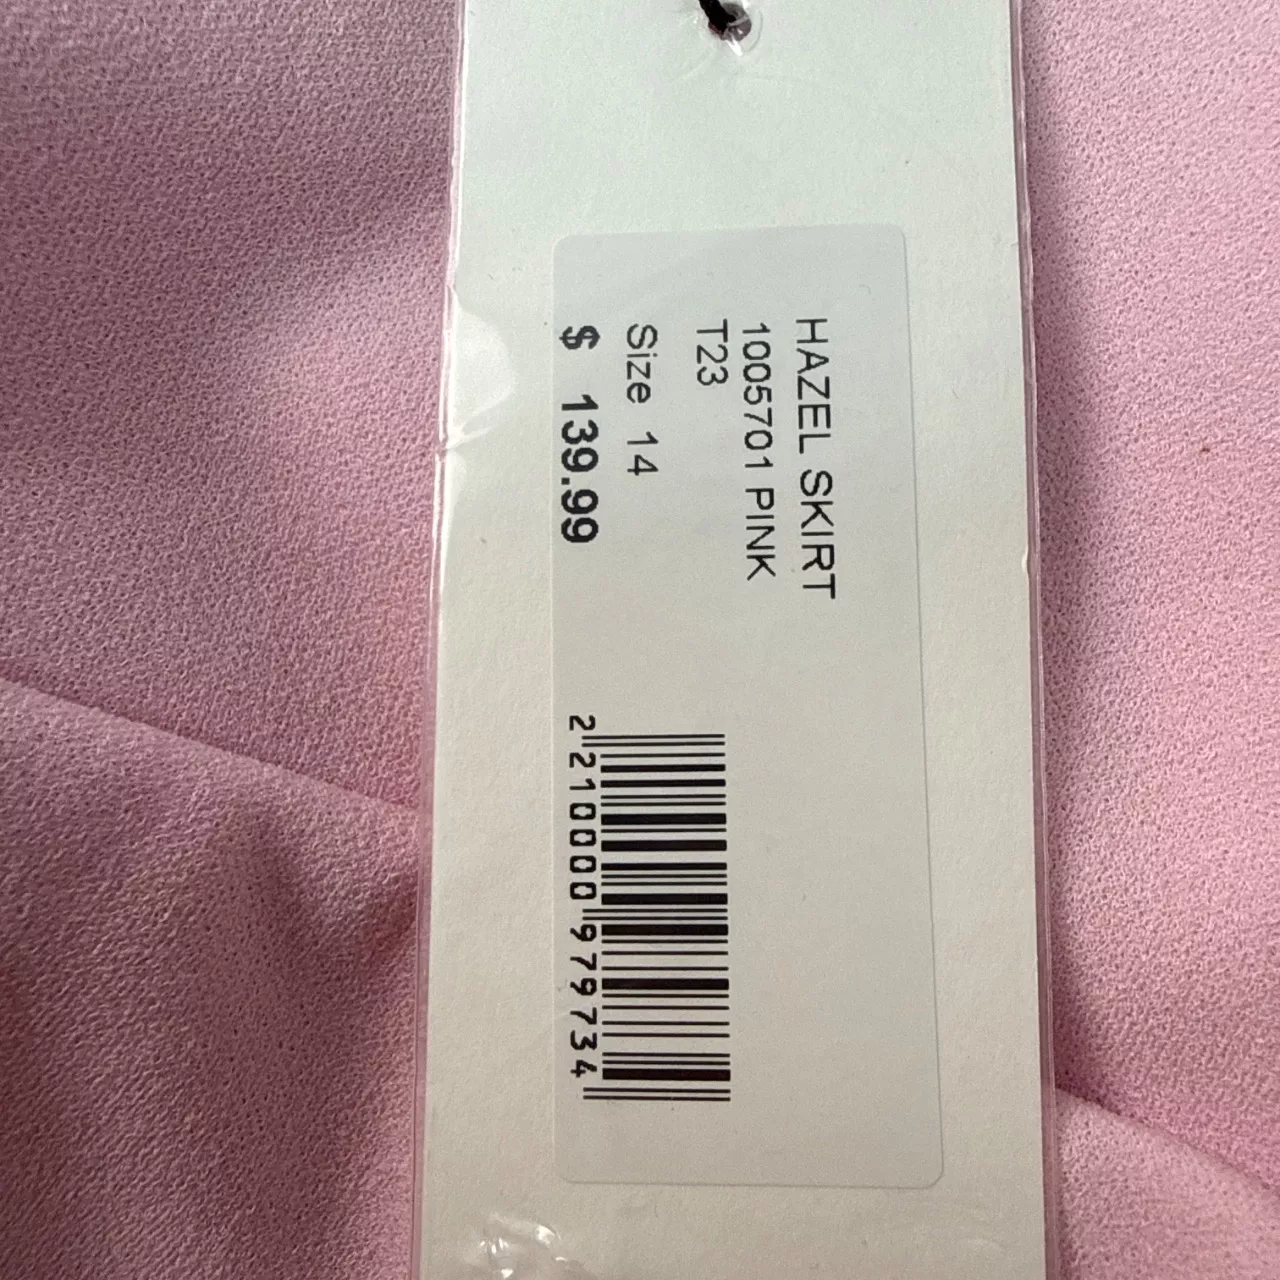 HAZEL SKIRT
1005701 PINK
T23
Size 14
$ 139.99
2 210000 979734